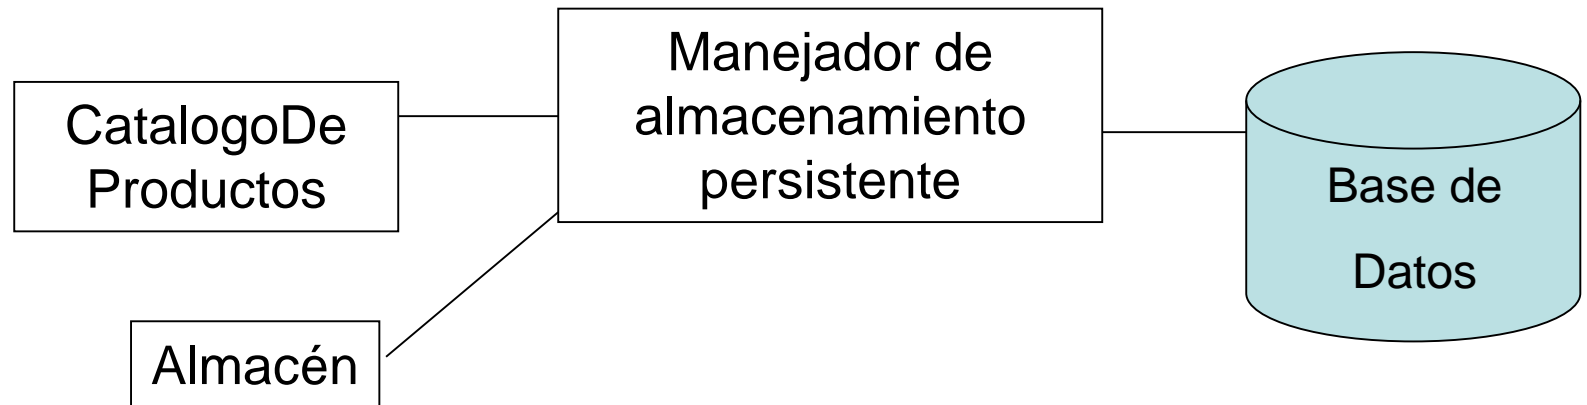 CatalogoDe
Productos
Manejador de
almacenamiento
persistente
Base de
Datos
Almacén